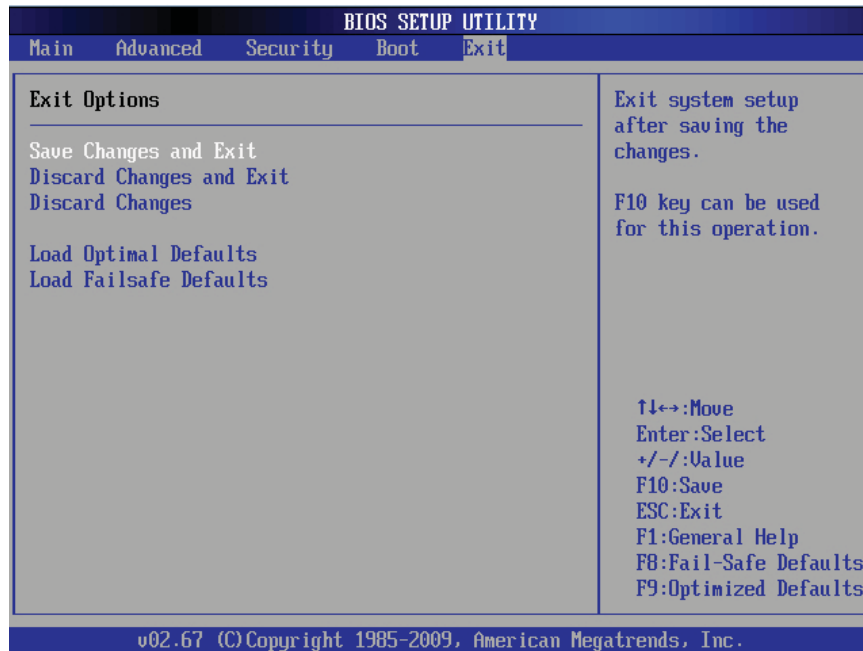 BIOS SETUP UTILITY
Main Advanced Security Boot Exit
Exit Options
Save Changes and Exit
Discard Changes and Exit
Discard Changes
Load Optimal Defaults
Load Failsafe Defaults
Exit system setup
after saving the
changes.
F10 key can be used
for this operation.
↑↓←→:Move
Enter:Select
+/-/:Value
F10:Save
ESC:Exit
F1:General Help
F8:Fail-Safe Defaults
F9:Optimized Defaults
v02.67 (C)Copyright 1985-2009, American Megatrends, Inc.